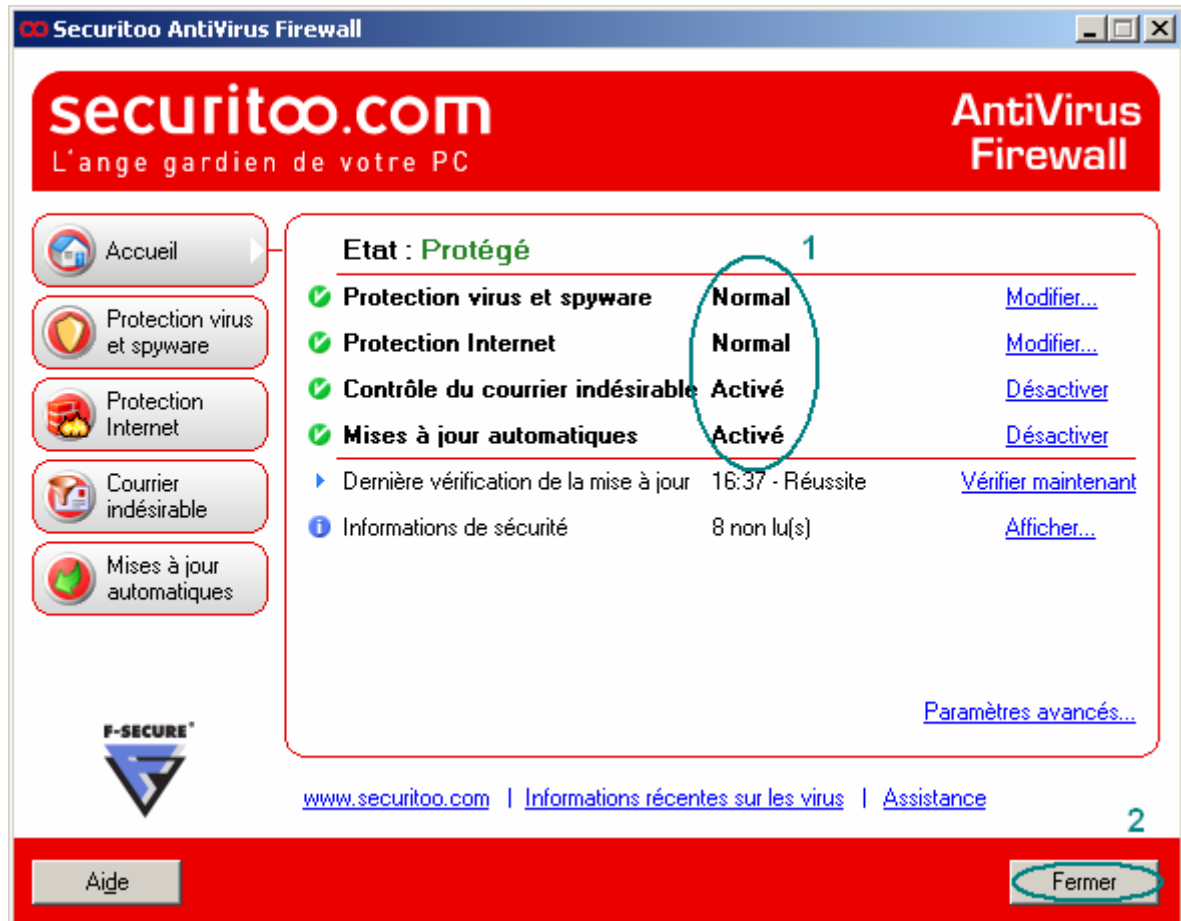 Securitoo AntiVirus Firewall
securitoo.com
L'ange gardien de votre PC
AntiVirus
Firewall
Accueil
Protection virus
et spyware
Protection
Internet
Courrier
indésirable
Mises à jour
automatiques
F-SECURE®
Etat : Protégé 1
Protection virus et spyware Normal Modifier...
Protection Internet Normal Modifier...
Contrôle du courrier indésirable Activé Désactiver
Mises à jour automatiques Activé Désactiver
Dernière vérification de la mise à jour 16:37 - Réussite Vérifier maintenant
Informations de sécurité 8 non lu(s) Afficher...
Paramètres avancés...
www.securitoo.com | Informations récentes sur les virus | Assistance
2
Aide Fermer